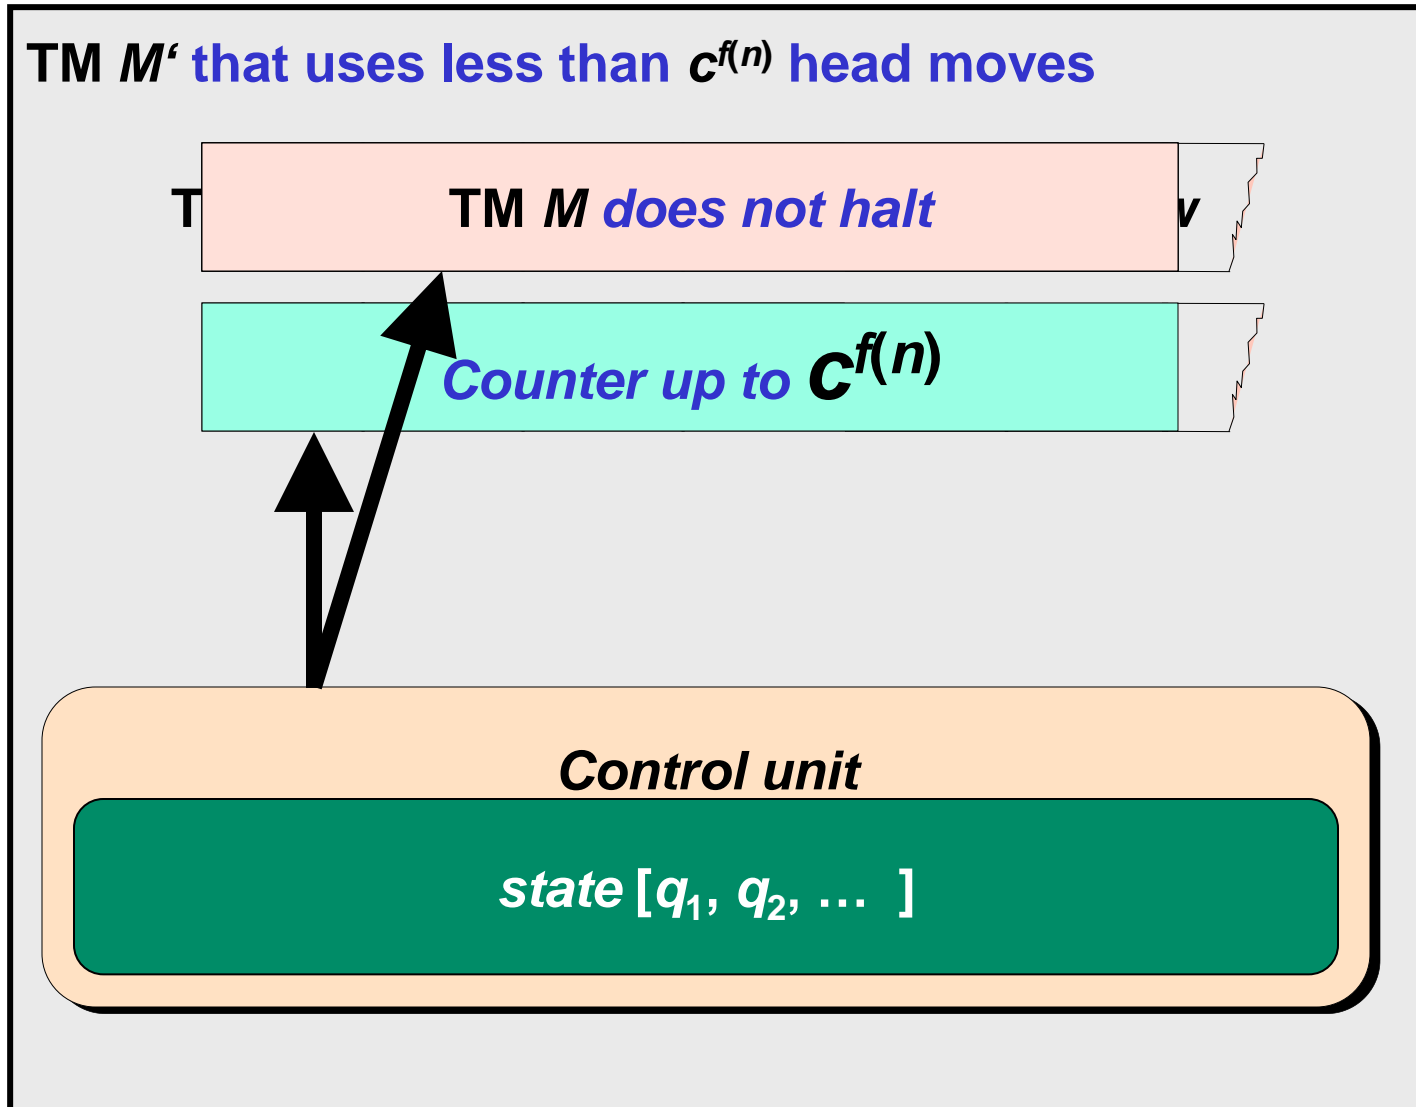 TM M‘ that uses less than c^f(n) head moves
TM M does not halt
Counter up to c^f(n)
Control unit
state [q₁, q₂, … ]